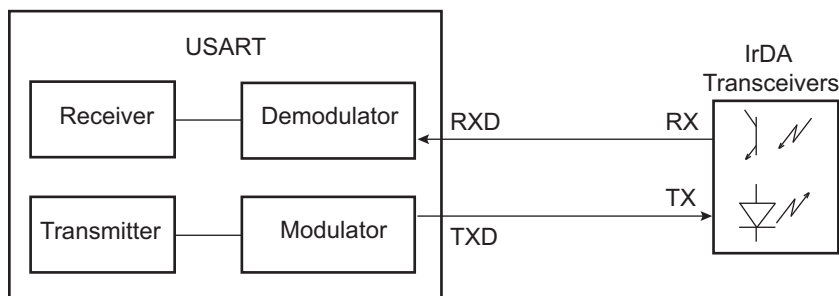 USART
IrDA
Transceivers
Receiver
Demodulator
RXD
RX
Transmitter
Modulator
TXD
TX